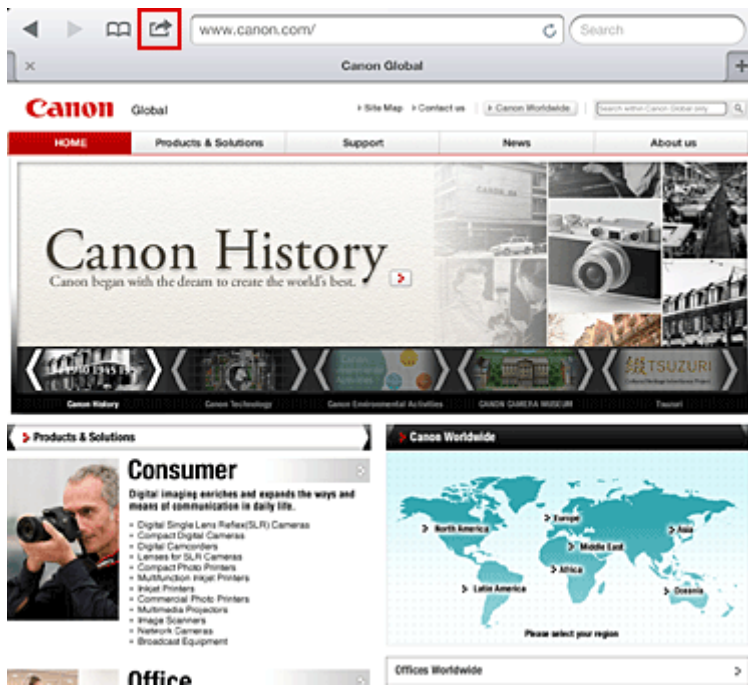 www.canon.com/
Search
Canon Global
Canon Global
Site Map Contact us Canon Worldwide Search within Canon Global only
HOME Products & Solutions Support News About us
Canon History
Canon began with the dream to create the world's best.
Canon History Canon Technology Canon Environmental Activities CANON CAMERA MUSEUM Tsuzuri
TSUZURI
Products & Solutions
Consumer
Digital imaging enriches and expands the ways and
means of communication in daily life.
Digital Single Lens Reflex(SLR) Cameras
Compact Digital Cameras
Digital Camcorders
Lenses for SLR Cameras
Compact Photo Printers
Multifunction Inkjet Printers
Inkjet Printers
Commercial Photo Printers
Multimedia Projectors
Image Scanners
Network Cameras
Broadcast Equipment
Office
Canon Worldwide
North America
Europe
Asia
Middle East
Africa
Latin America
Oceania
Please select your region
Offices Worldwide